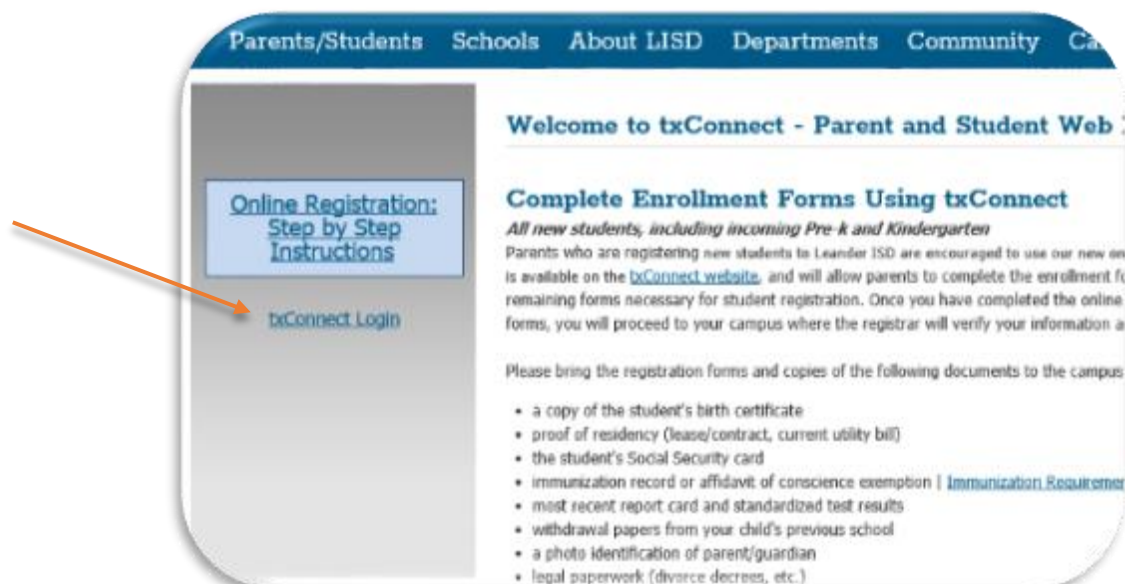 Parents/Students Schools About LISD Departments Community
Welcome to txConnect - Parent and Student Web
Online Registration:
Step by Step
Instructions
txConnect Login
Complete Enrollment Forms Using txConnect
All new students, including incoming Pre-k and Kindergarten
Parents who are registering new students to Leander ISD are encouraged to use our new
is available on the txConnect website, and will allow parents to complete the enrollment
remaining forms necessary for student registration. Once you have completed the online
forms, you will proceed to your campus where the registrar will verify your information
Please bring the registration forms and copies of the following documents to the campus
• a copy of the student's birth certificate
• proof of residency (lease/contract, current utility bill)
• the student's Social Security card
• immunization record or affidavit of conscience exemption | Immunization
• most recent report card and standardized test results
• withdrawal papers from your child's previous school
• a photo identification of parent/guardian
• legal paperwork (divorce decrees, etc.)